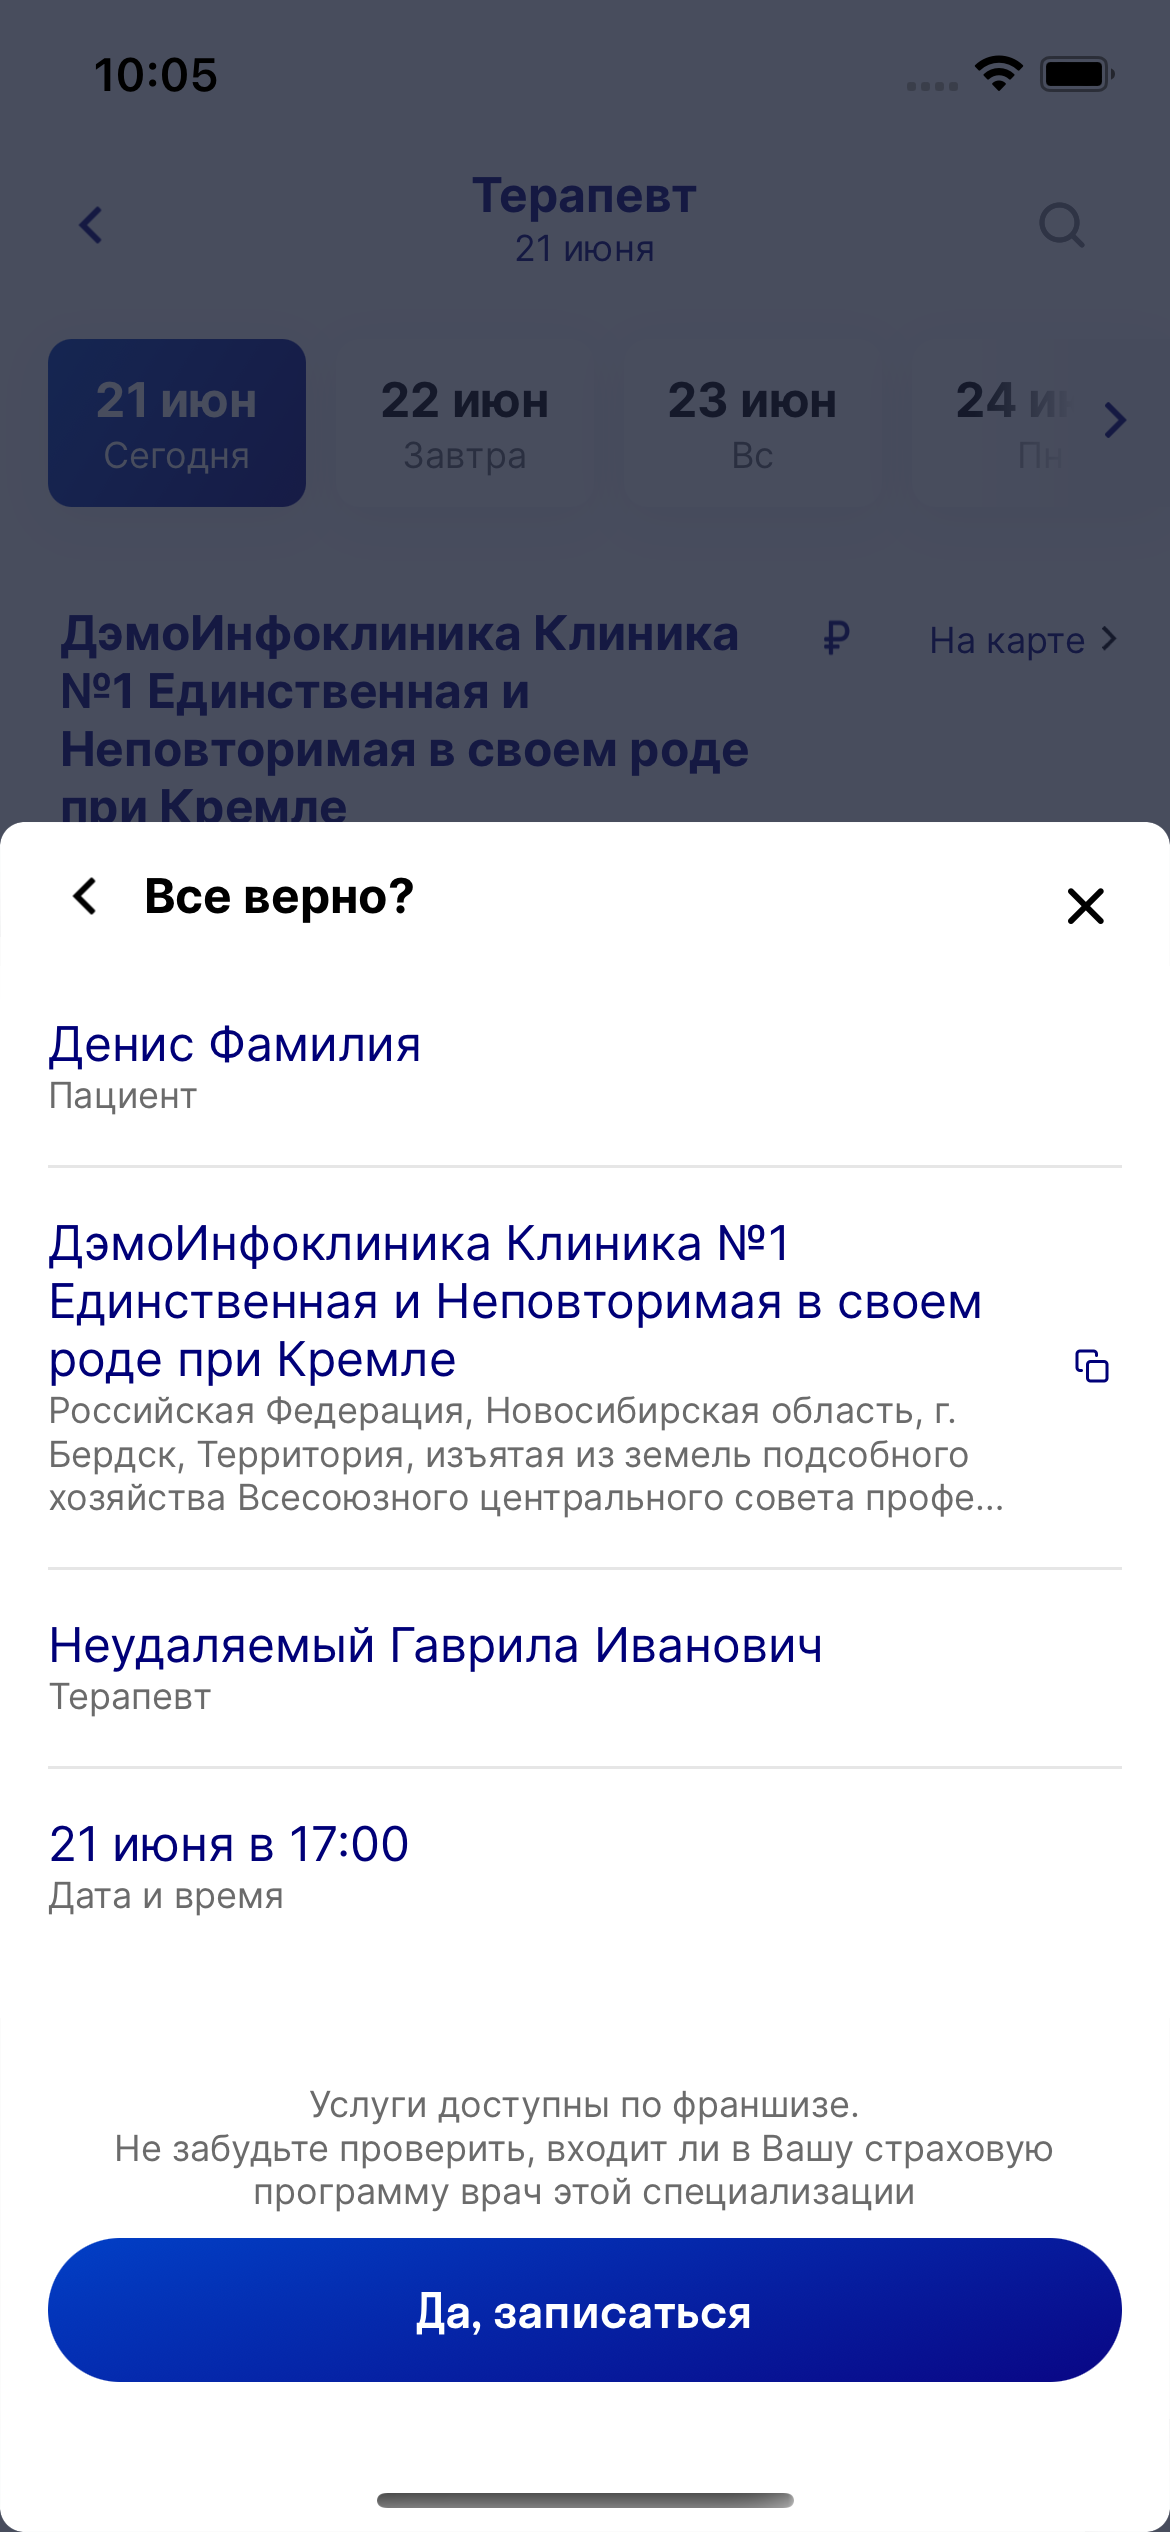 10:05
Терапевт
21 июня
21 июн
Сегодня
22 июн
Завтра
23 июн
Вс
24 ию
Пн
ДэмоИнфоклиника Клиника
№1 Единственная и
Неповторимая в своем роде
при Кремле
₽
На карте
Все верно?
Денис Фамилия
Пациент
ДэмоИнфоклиника Клиника №1
Единственная и Неповторимая в своем
роде при Кремле
Российская Федерация, Новосибирская область, г.
Бердск, Территория, изъятая из земель подсобного
хозяйства Всесоюзного центрального совета профе...
Неудаляемый Гаврила Иванович
Терапевт
21 июня в 17:00
Дата и время
Услуги доступны по франшизе.
Не забудьте проверить, входит ли в Вашу страховую
программу врач этой специализации
Да, записаться